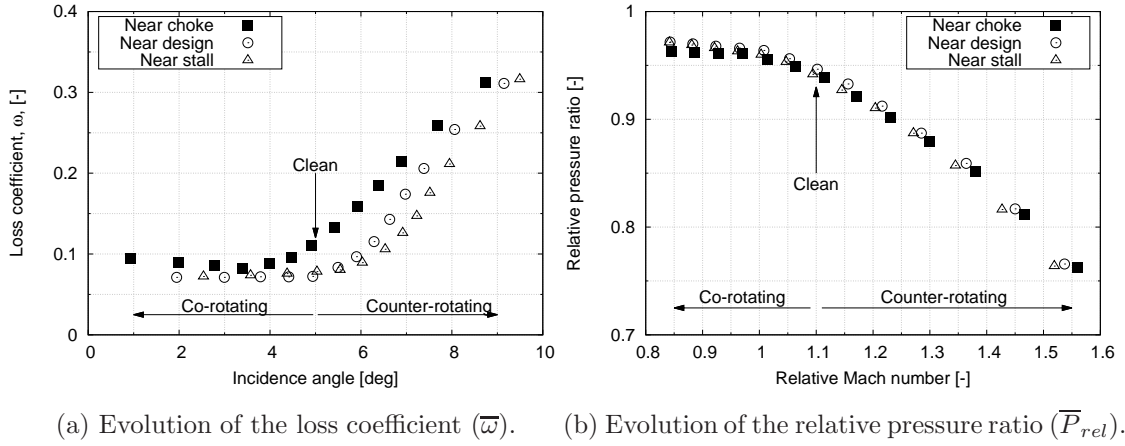 Near choke
Near design
Near stall
Loss coefficient, ω, [-]
0.4
0.3
0.2
0.1
0
Clean
Co-rotating
Counter-rotating
0
2
4
6
8
10
Incidence angle [deg]
Near choke
Near design
Near stall
Relative pressure ratio [-]
1
0.9
0.8
0.7
Clean
Co-rotating
Counter-rotating
0.8
0.9
1
1.1
1.2
1.3
1.4
1.5
1.6
Relative Mach number [-]
(a) Evolution of the loss coefficient (ω̅).
(b) Evolution of the relative pressure ratio (P̅rel).